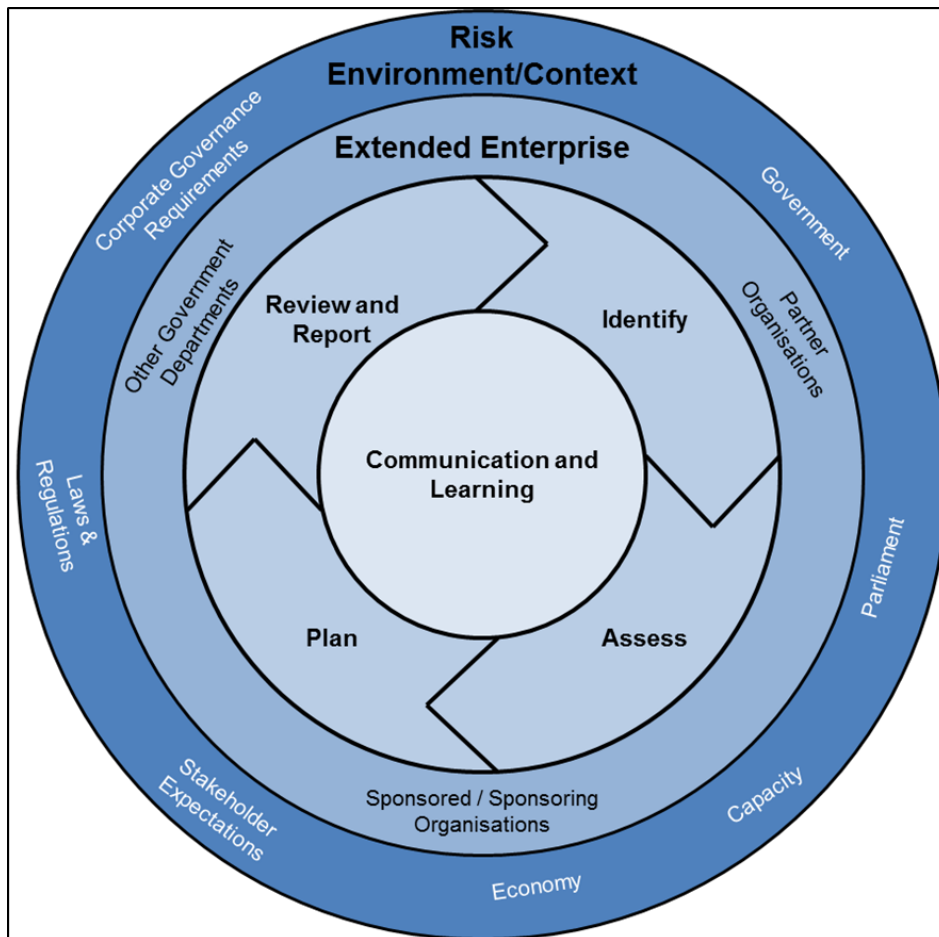 Risk
Environment/Context
Extended Enterprise
Corporate Governance
Requirements
Government
Other Government
Departments
Partner
Organisations
Review and
Report
Identify
Communication and
Learning
Laws &
Regulations
Parliament
Plan
Assess
Stakeholder
Expectations
Sponsored / Sponsoring
Organisations
Capacity
Economy